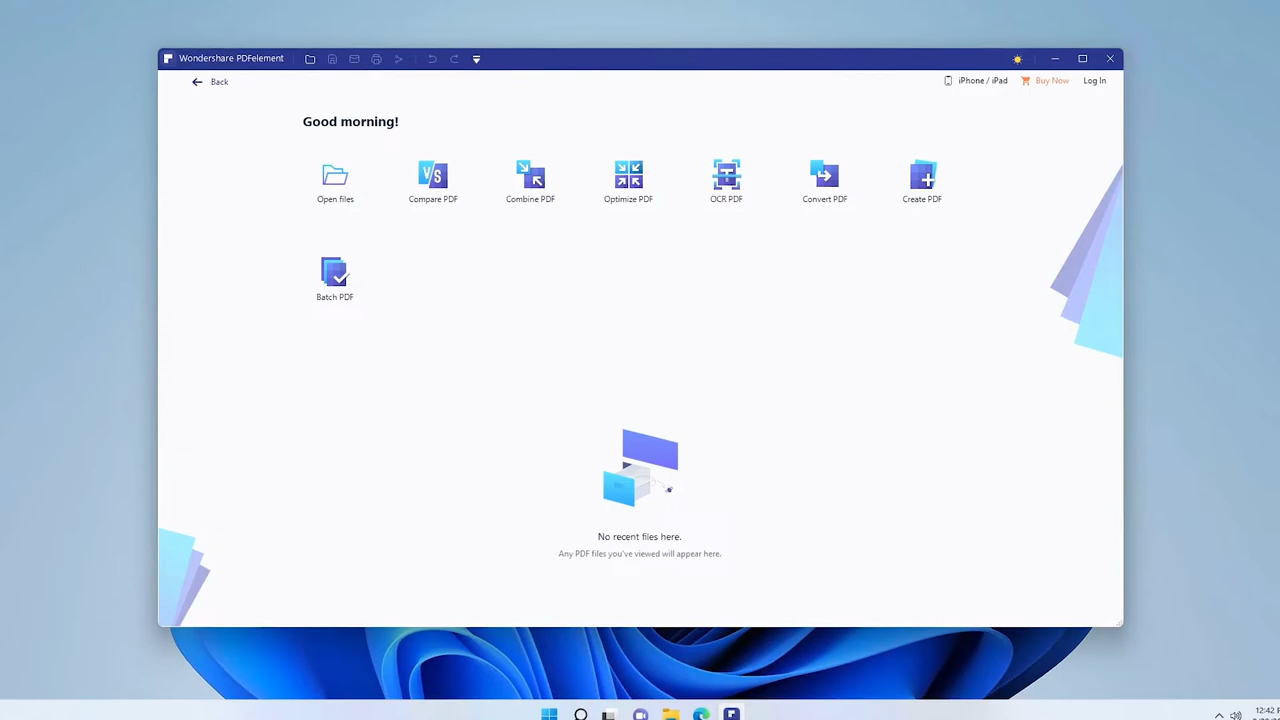 Wondershare PDFelement
Back
iPhone / iPad
Buy Now
Log In
Good morning!
Open files
Compare PDF
Combine PDF
Optimize PDF
OCR PDF
Convert PDF
Create PDF
Batch PDF
No recent files here.
Any PDF files you've viewed will appear here.
12:42